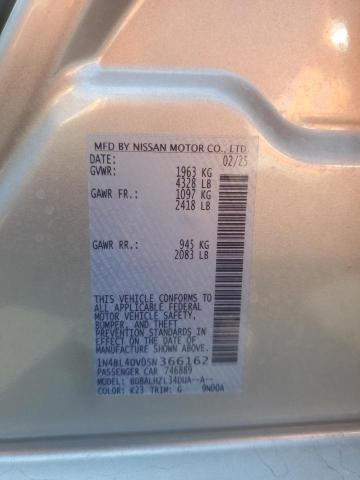 MFD BY NISSAN MOTOR CO., LTD.
DATE: 02/25
GVWR: 1963 KG
4328 LB
GAWR FR.: 1097 KG
2418 LB
GAWR RR.: 945 KG
2083 LB
THIS VEHICLE CONFORMS TO
ALL APPLICABLE FEDERAL
MOTOR VEHICLE SAFETY,
BUMPER, AND THEFT
PREVENTION STANDARDS IN
EFFECT ON THE DATE OF
MANUFACTURE SHOWN ABOVE.
1N4BL4DV0SN366162
PASSENGER CAR 746889
MODEL: BDBALHZL34DUA--A--
COLOR: K23 TRIM: G 9N00A